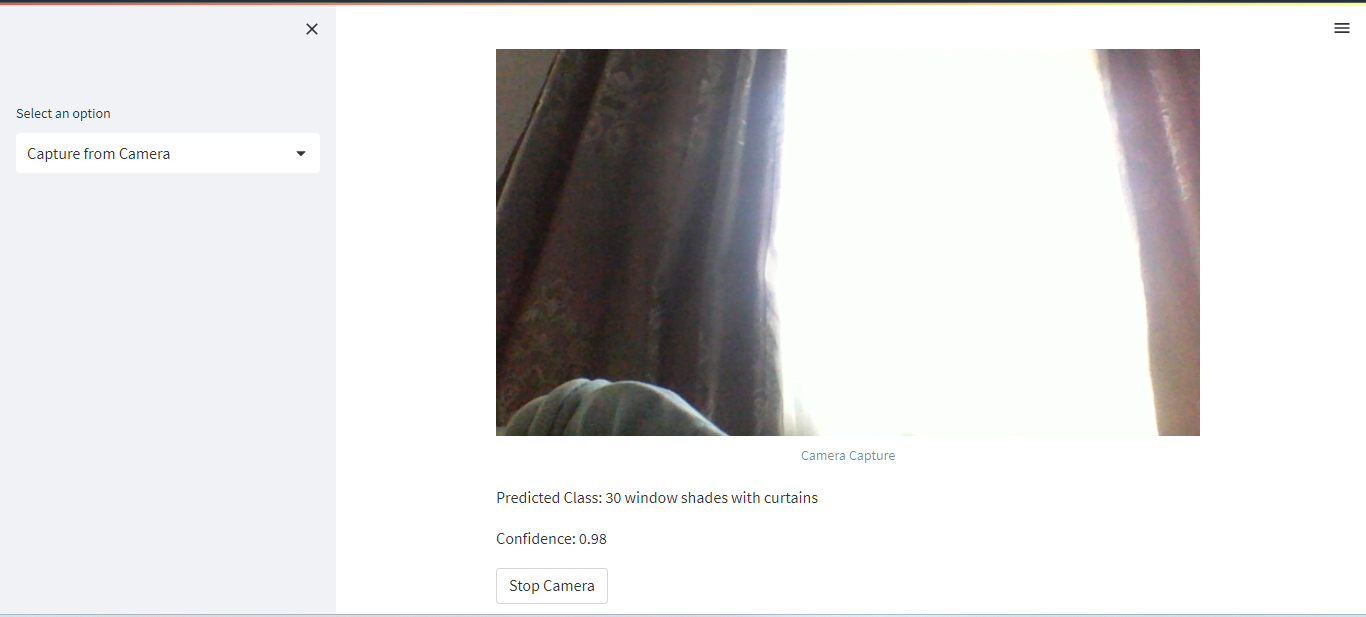 Select an option
Capture from Camera
Camera Capture
Predicted Class: 30 window shades with curtains
Confidence: 0.98
Stop Camera